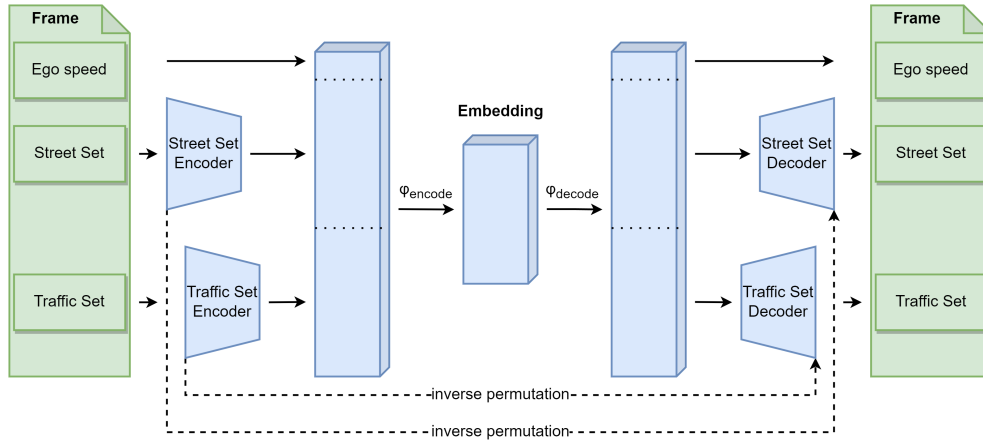 Frame
Ego speed
Street Set
Traffic Set
Street Set
Encoder
Traffic Set
Encoder
φencode
Embedding
φdecode
Street Set
Decoder
Traffic Set
Decoder
Frame
Ego speed
Street Set
Traffic Set
inverse permutation
inverse permutation